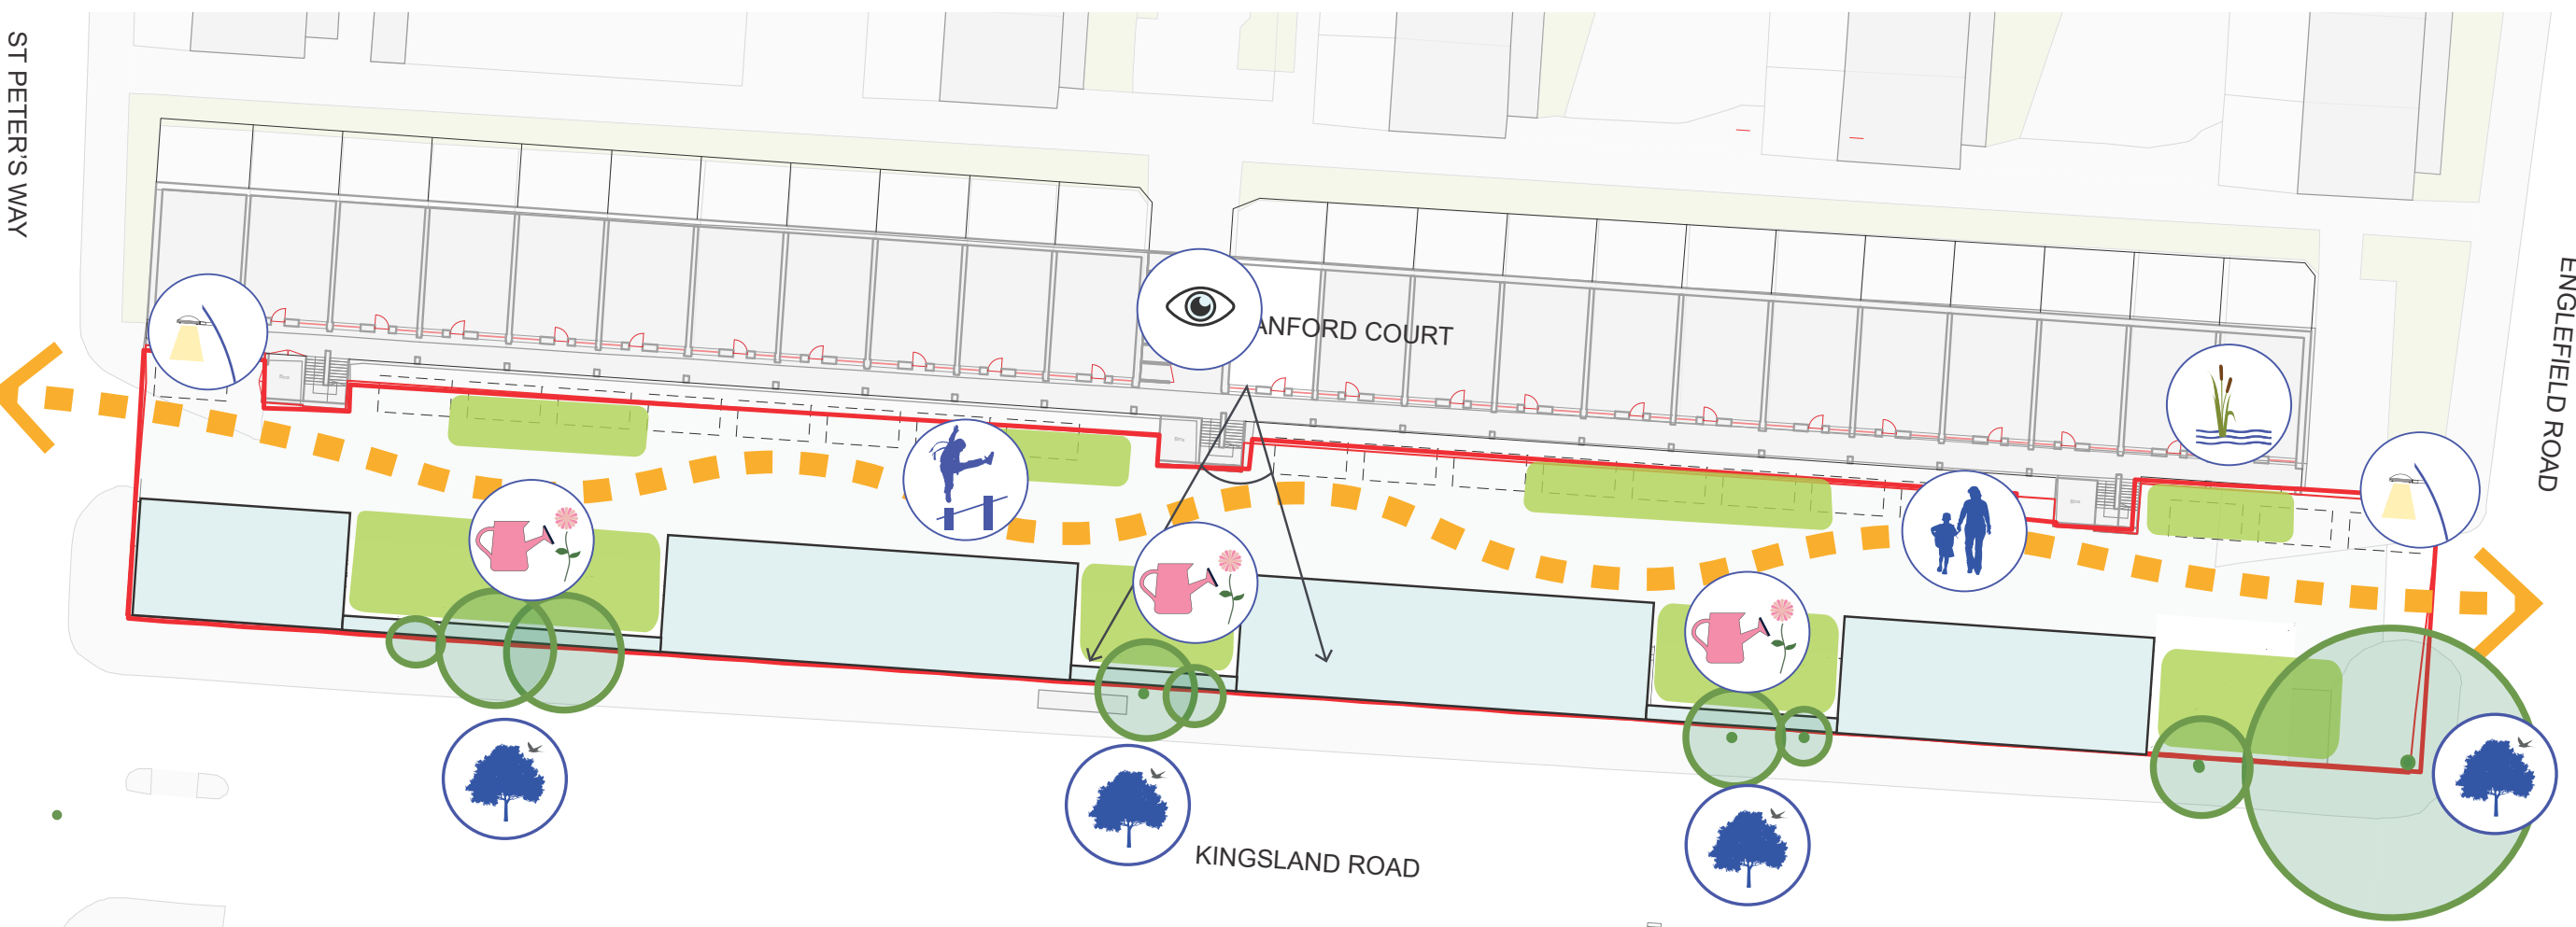 ST PETER'S WAY
ANFORD COURT
ENGLEFIELD ROAD
KINGSLAND ROAD